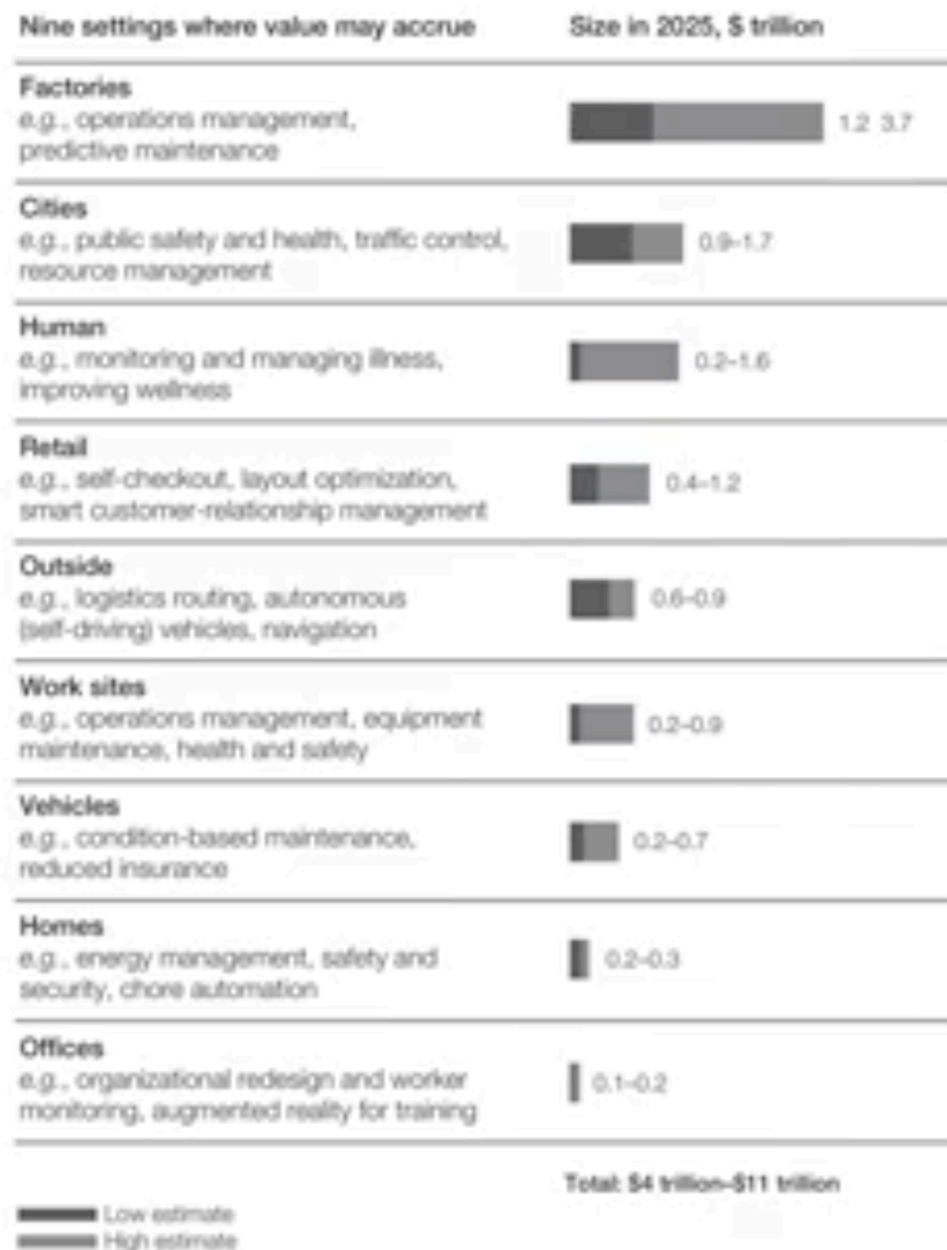 Nine settings where value may accrue
Size in 2025, $ trillion
Factories
e.g., operations management,
predictive maintenance
1.2 3.7
Cities
e.g., public safety and health, traffic control,
resource management
0.9–1.7
Human
e.g., monitoring and managing illness,
improving wellness
0.2–1.6
Retail
e.g., self-checkout, layout optimization,
smart customer-relationship management
0.4–1.2
Outside
e.g., logistics routing, autonomous
(self-driving) vehicles, navigation
0.6–0.9
Work sites
e.g., operations management, equipment
maintenance, health and safety
0.2–0.9
Vehicles
e.g., condition-based maintenance,
reduced insurance
0.2–0.7
Homes
e.g., energy management, safety and
security, chore automation
0.2–0.3
Offices
e.g., organizational redesign and worker
monitoring, augmented reality for training
0.1–0.2
Total: $4 trillion–$11 trillion
Low estimate
High estimate